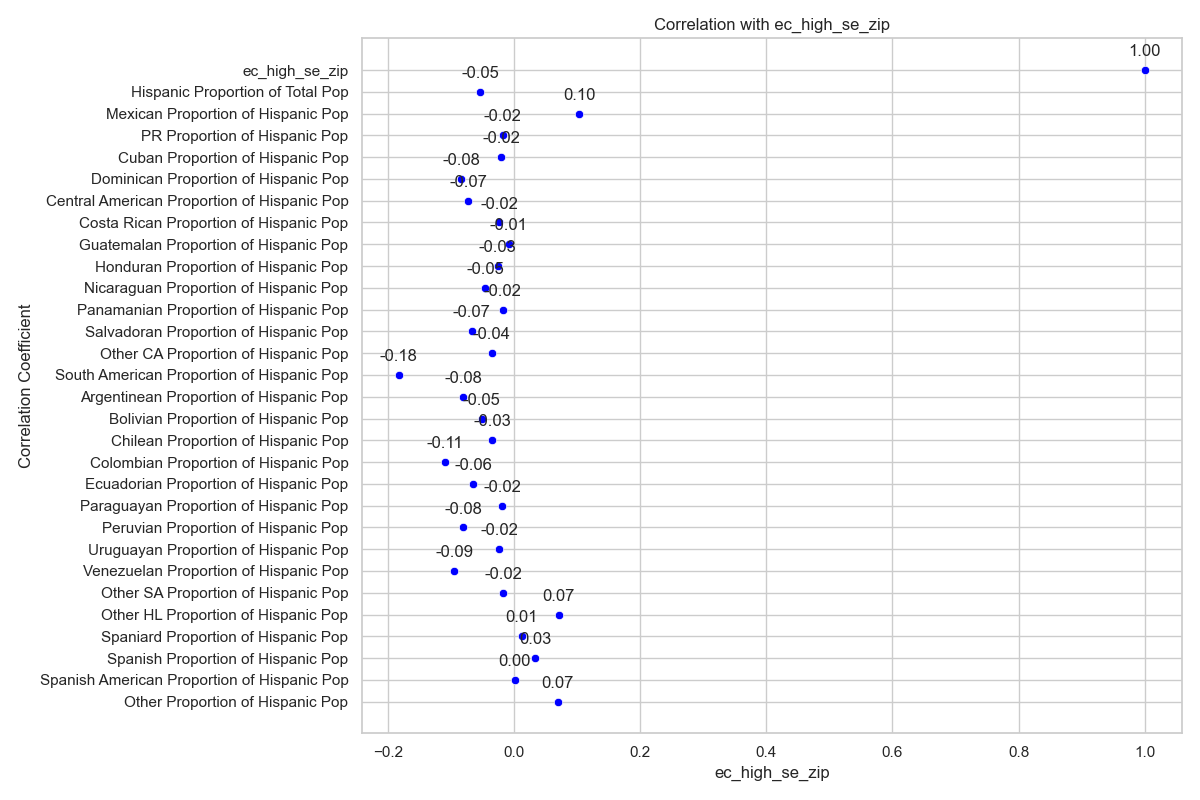 Correlation with ec_high_se_zip
1.00
ec_high_se_zip
-0.05
Hispanic Proportion of Total Pop
0.10
Mexican Proportion of Hispanic Pop
-0.02
PR Proportion of Hispanic Pop
-0.02
Cuban Proportion of Hispanic Pop
-0.08
Dominican Proportion of Hispanic Pop
-0.07
Central American Proportion of Hispanic Pop
-0.02
Costa Rican Proportion of Hispanic Pop
-0.01
Guatemalan Proportion of Hispanic Pop
-0.03
Honduran Proportion of Hispanic Pop
-0.05
Nicaraguan Proportion of Hispanic Pop
-0.02
Panamanian Proportion of Hispanic Pop
-0.07
Salvadoran Proportion of Hispanic Pop
-0.04
Other CA Proportion of Hispanic Pop
-0.18
South American Proportion of Hispanic Pop
-0.08
Argentinean Proportion of Hispanic Pop
-0.05
Bolivian Proportion of Hispanic Pop
-0.03
Chilean Proportion of Hispanic Pop
-0.11
Colombian Proportion of Hispanic Pop
-0.06
Ecuadorian Proportion of Hispanic Pop
-0.02
Paraguayan Proportion of Hispanic Pop
-0.08
Peruvian Proportion of Hispanic Pop
-0.02
Uruguayan Proportion of Hispanic Pop
-0.09
Venezuelan Proportion of Hispanic Pop
-0.02
Other SA Proportion of Hispanic Pop
0.07
Other HL Proportion of Hispanic Pop
0.01
Spaniard Proportion of Hispanic Pop
0.03
Spanish Proportion of Hispanic Pop
0.00
Spanish American Proportion of Hispanic Pop
0.07
Other Proportion of Hispanic Pop
Correlation Coefficient
−0.2 0.0 0.2 0.4 0.6 0.8 1.0
ec_high_se_zip